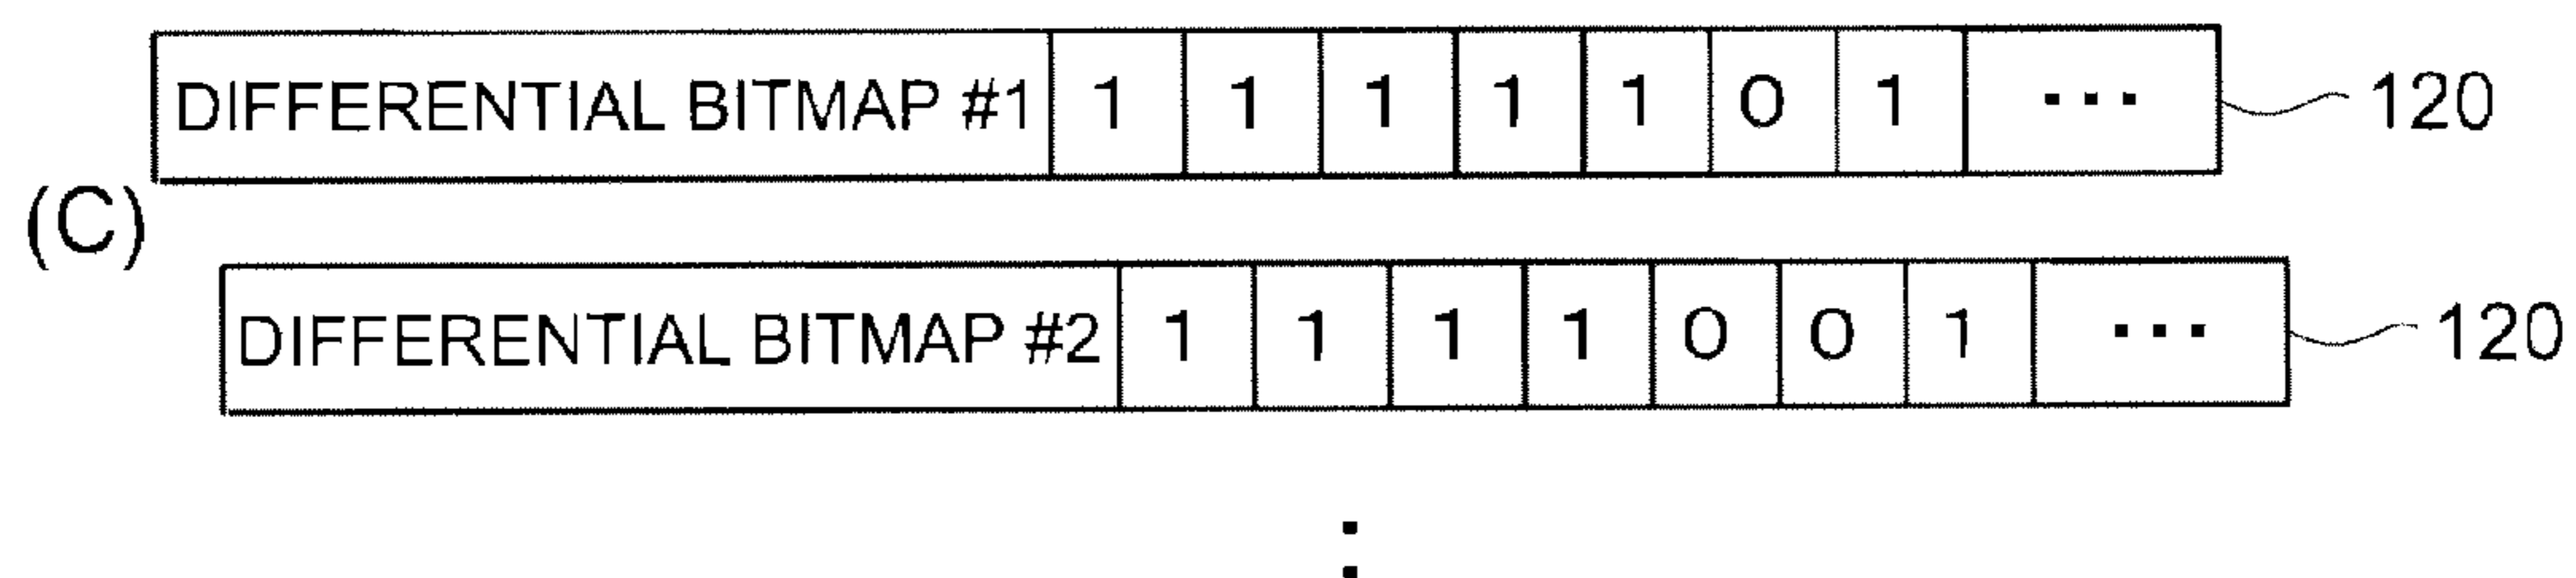 DIFFERENTIAL BITMAP #1 1 1 1 1 1 0 1 ... 120
(C)
DIFFERENTIAL BITMAP #2 1 1 1 1 0 0 1 ... 120